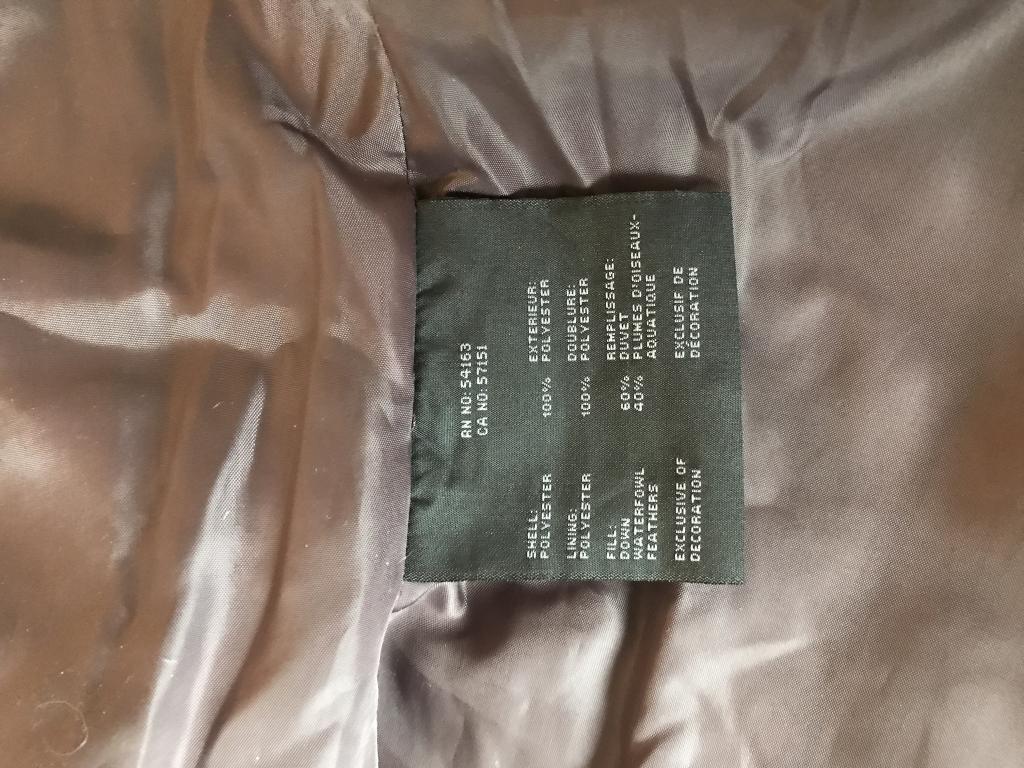 RN NO: 54163
CA NO: 57151
SHELL: EXTÉRIEUR:
POLYESTER 100% POLYESTER
LINING: DOUBLURE:
POLYESTER 100% POLYESTER
FILL: REMPLISSAGE:
DOWN 60% DUVET
WATERFOWL 40% PLUMES D'OISEAUX-
FEATHERS AQUATIQUE
EXCLUSIVE OF EXCLUSIF DE
DECORATION DÉCORATION